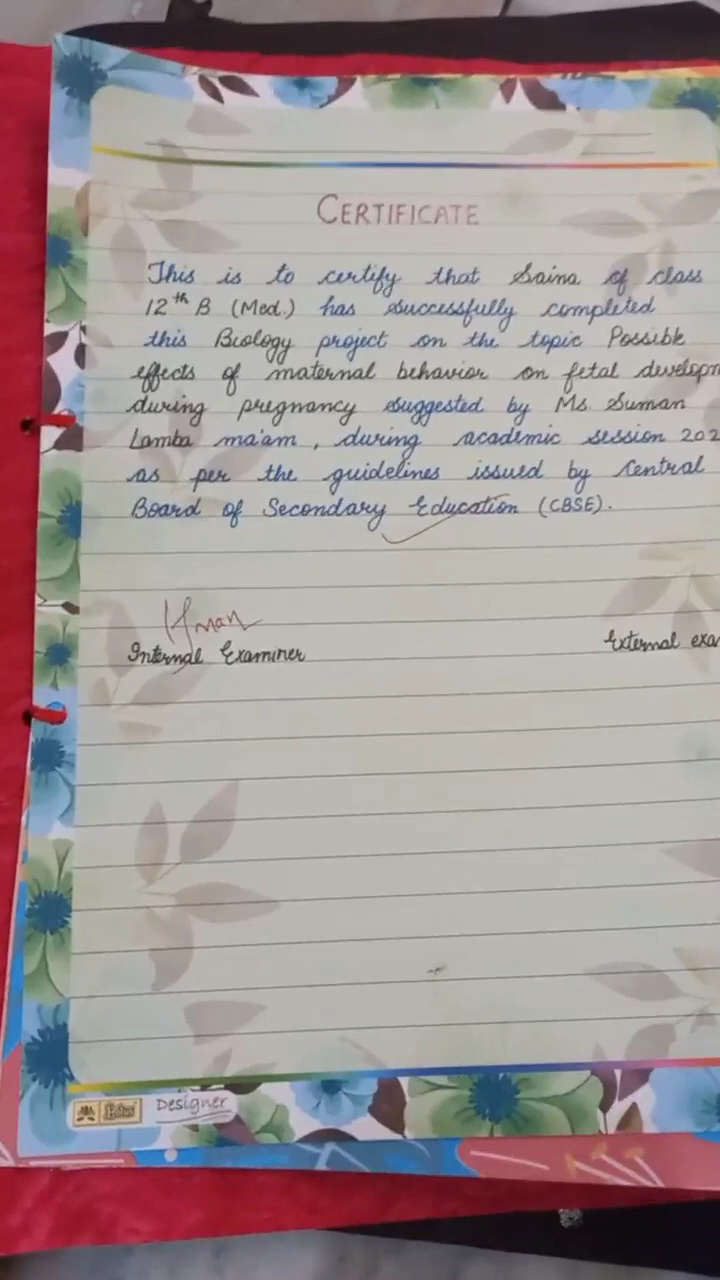 CERTIFICATE
This is to certify that Saina of class
12th B (Med.) has successfully completed
this Biology project on the topic Possible
effects of maternal behavior on fetal developm
during pregnancy suggested by Ms. Suman
Lamba ma'am, during academic session 202
as per the guidelines issued by Central
Board of Secondary Education (CBSE).
Internal Examiner
External exa
Lotus Designer